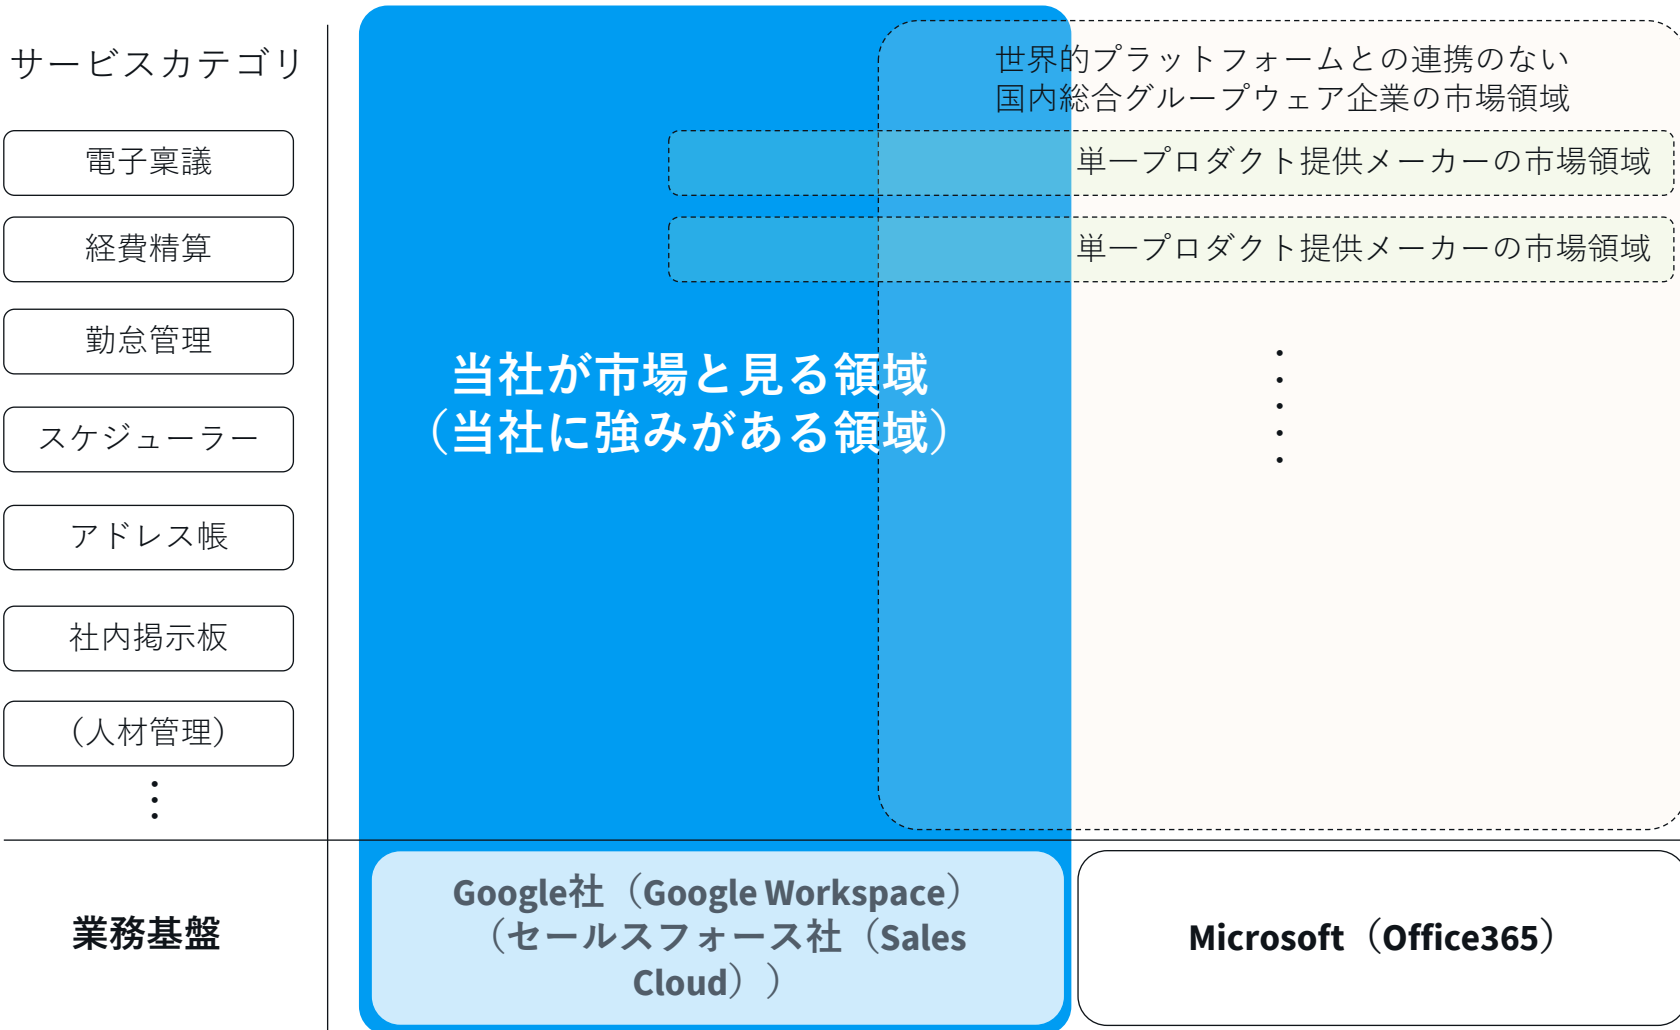 サービスカテゴリ
世界的プラットフォームとの連携のない
国内総合グループウェア企業の市場領域
電子稟議
単一プロダクト提供メーカーの市場領域
経費精算
単一プロダクト提供メーカーの市場領域
勤怠管理
当社が市場と見る領域
（当社に強みがある領域）
スケジューラー
アドレス帳
社内掲示板
（人材管理）
業務基盤
Google社（Google Workspace）
（セールスフォース社（Sales
Cloud））
Microsoft（Office365）